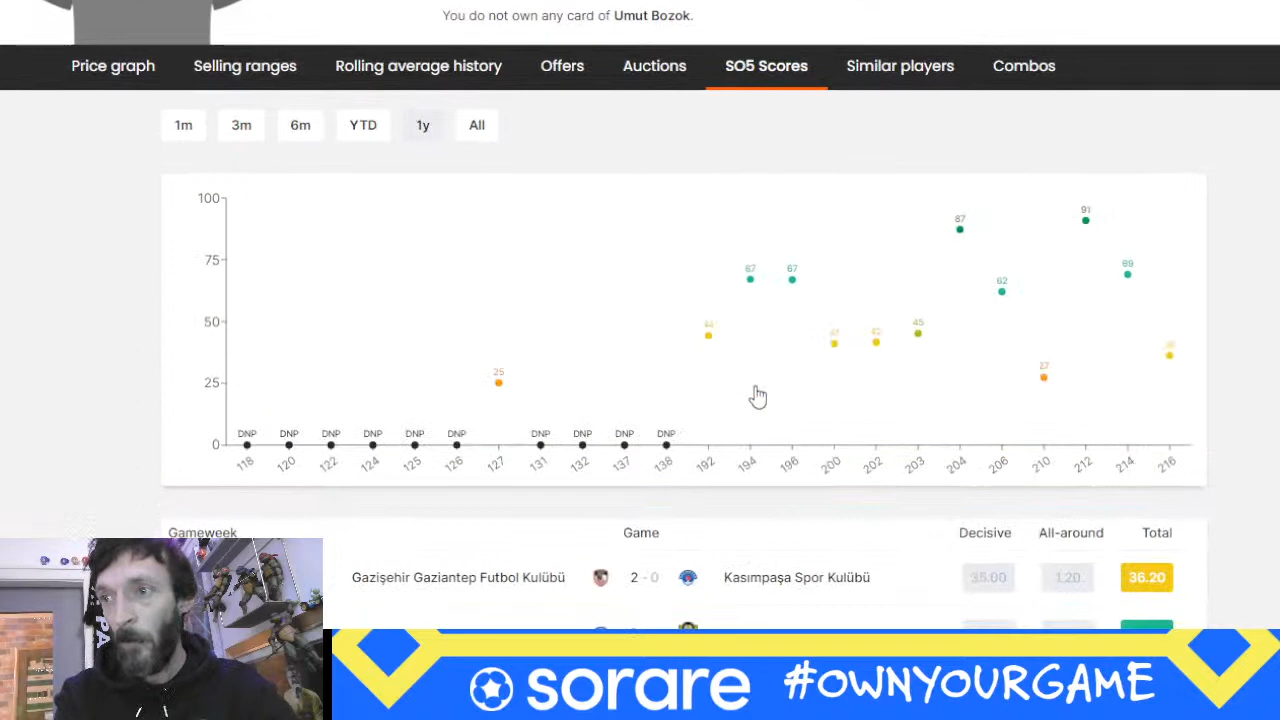 You do not own any card of Umut Bozok.
Price graph Selling ranges Rolling average history Offers Auctions SO5 Scores Similar players Combos
1m 3m 6m YTD 1y All
100
91
87
75
69
67 67
62
50
45
44
42
27
25
25
DNP DNP DNP DNP DNP DNP DNP DNP DNP DNP
0
118 120 122 124 125 126 127 131 132 137 138 192 194 196 200 202 203 204 206 210 212 214 216
Gameweek Game Decisive All-around Total
Gazişehir Gaziantep Futbol Kulübü 2 - 0 Kasımpaşa Spor Kulübü 35.00 1.20 36.20
PA
sorare #OWNYOURGAME